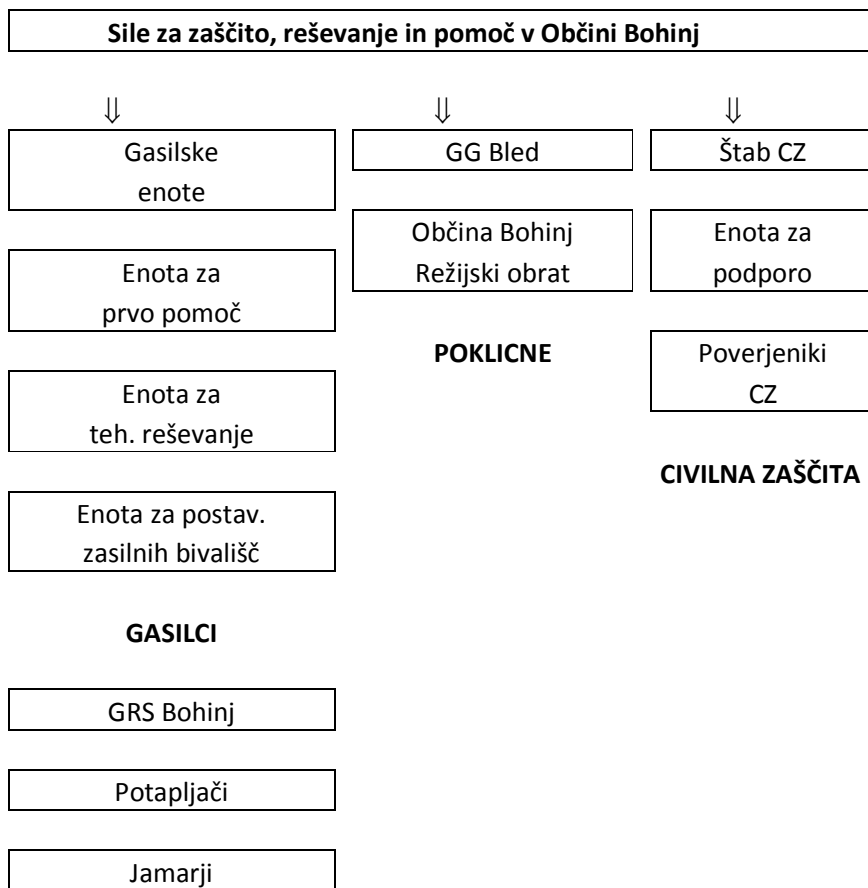 Sile za zaščito, reševanje in pomoč v Občini Bohinj
⇓ ⇓ ⇓
Gasilske
enote
Enota za
prvo pomoč
Enota za
teh. reševanje
Enota za postav.
zasilnih bivališč
GASILCI
GRS Bohinj
Potapljači
Jamarji
GG Bled
Občina Bohinj
Režijski obrat
POKLICNE
Štab CZ
Enota za
podporo
Poverjeniki
CZ
CIVILNA ZAŠČITA